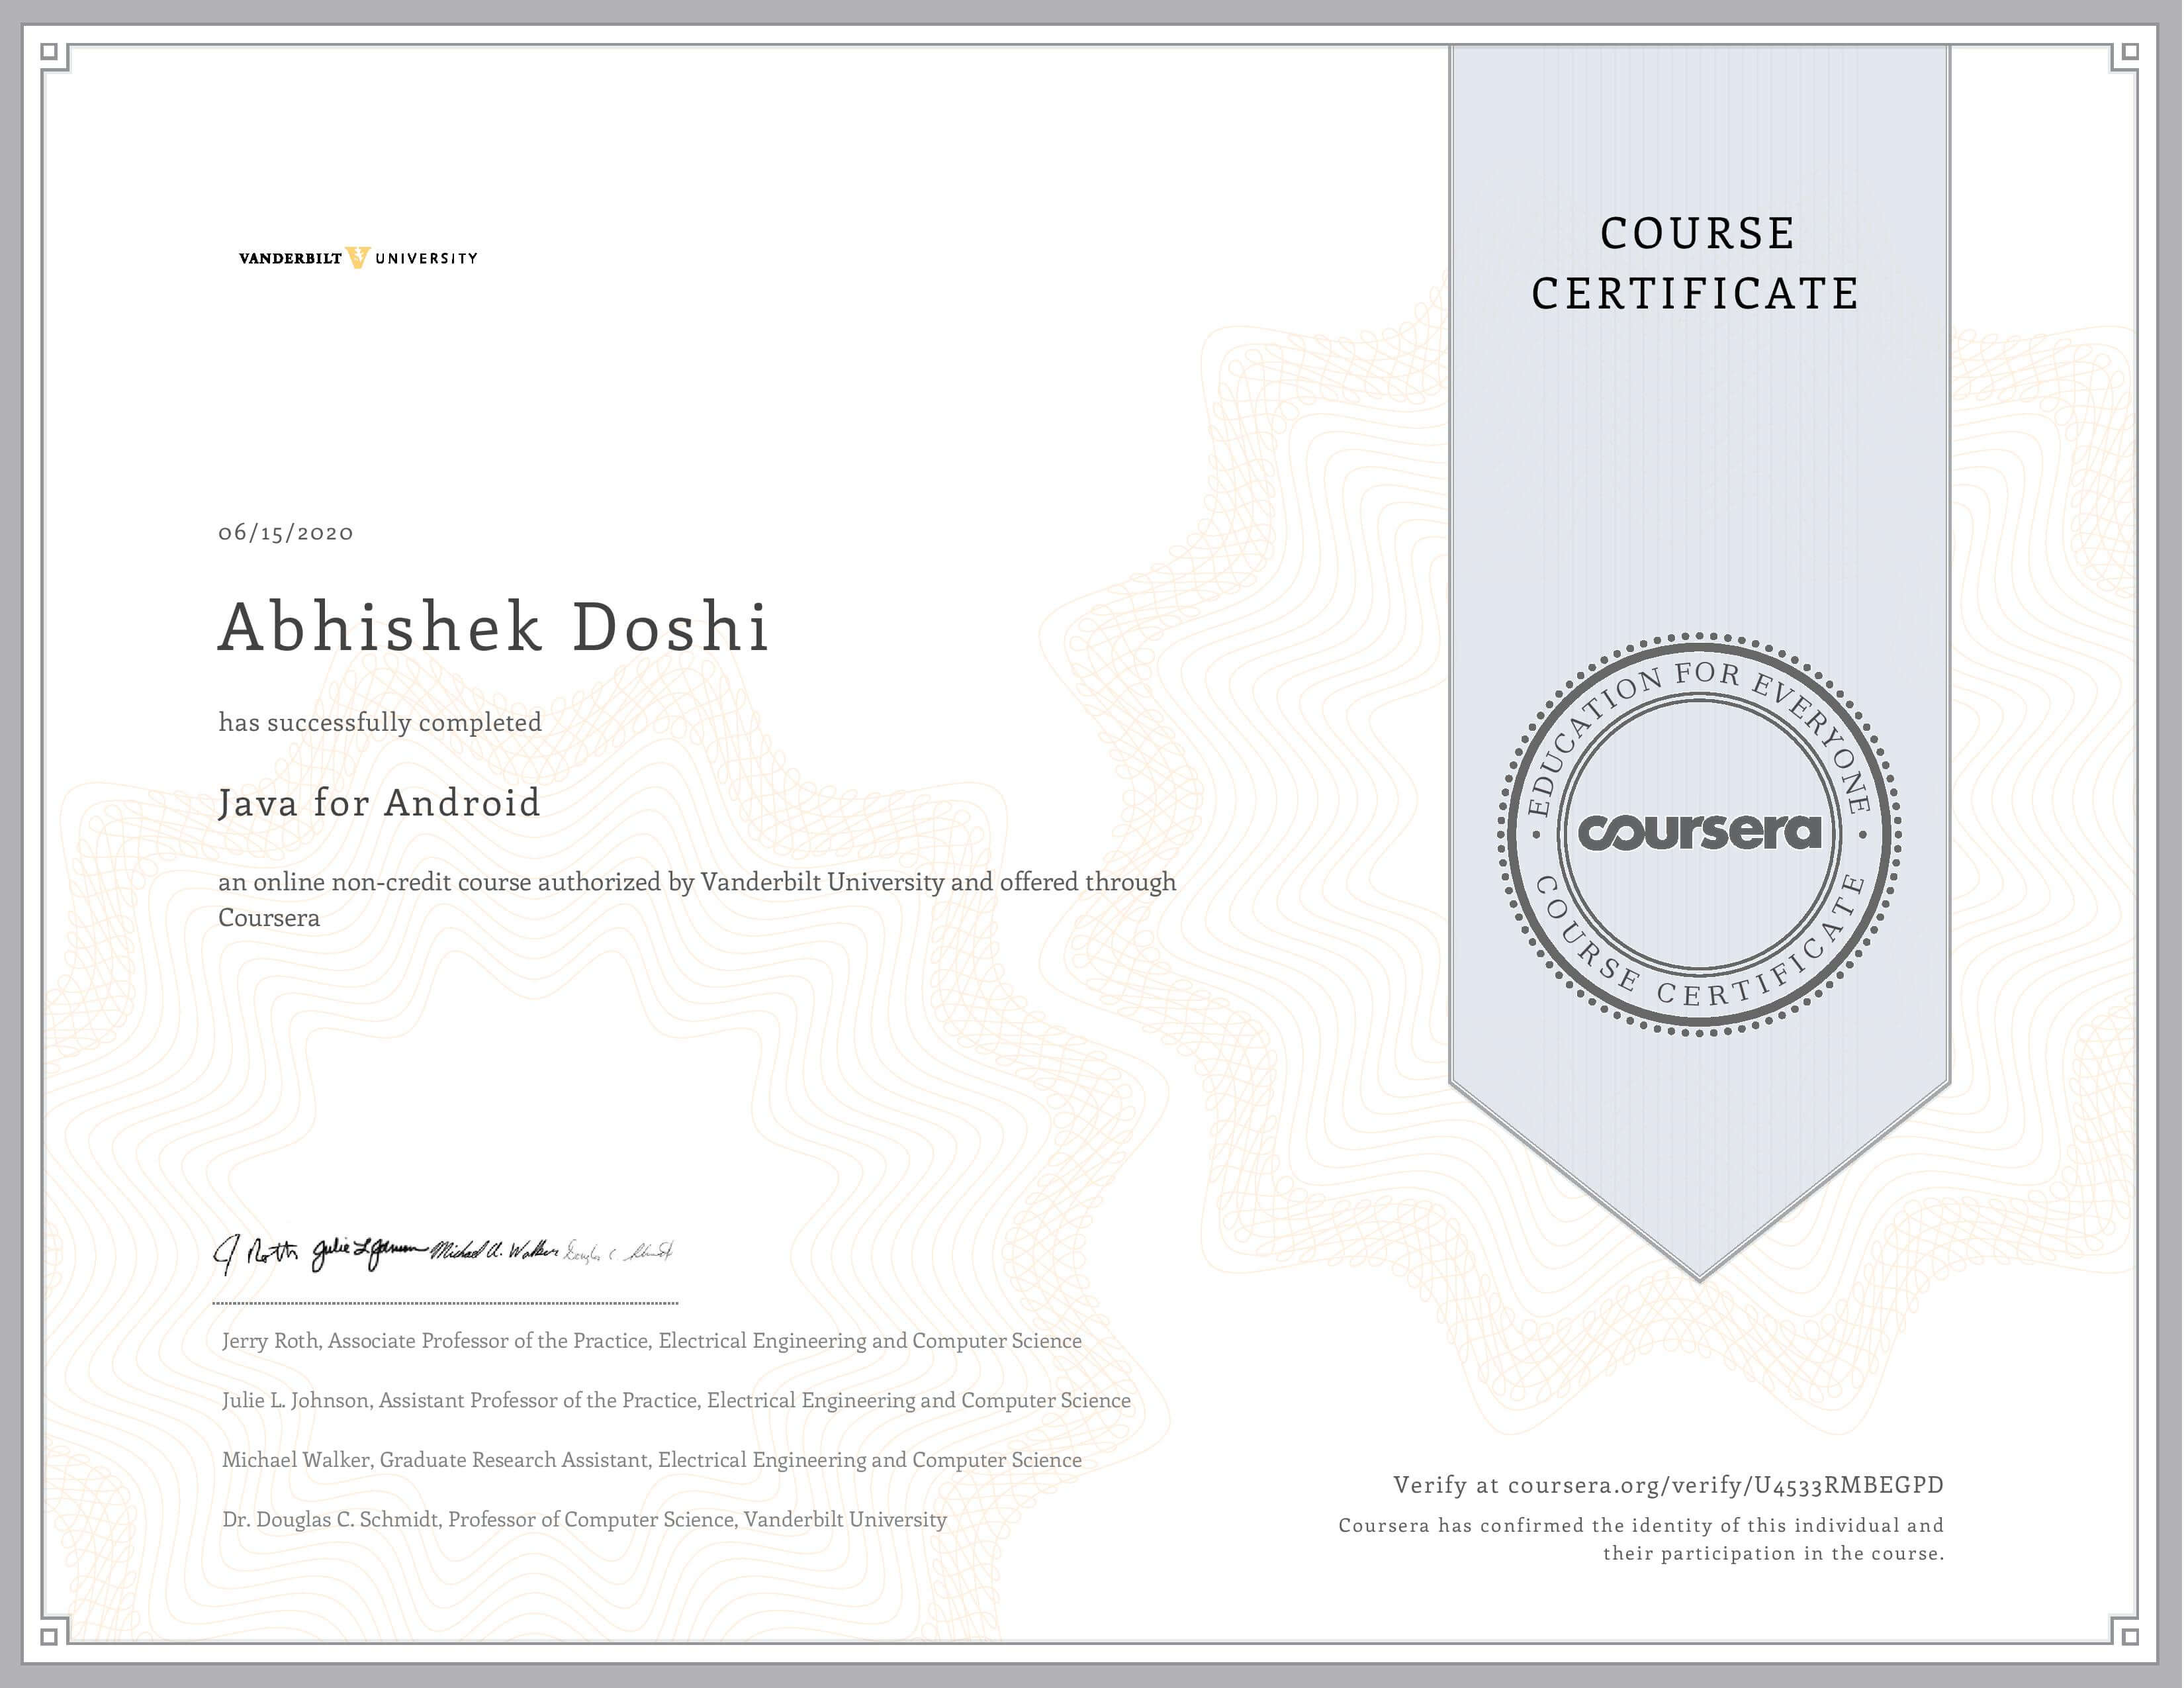 COURSE
CERTIFICATE
VANDERBILT UNIVERSITY
06/15/2020
Abhishek Doshi
has successfully completed
Java for Android
an online non-credit course authorized by Vanderbilt University and offered through
Coursera
EDUCATION FOR EVERYONE
coursera
COURSE CERTIFICATE
J Roth Julie L Johnson Michael A. Walker Douglas C Schmidt
Jerry Roth, Associate Professor of the Practice, Electrical Engineering and Computer Science
Julie L. Johnson, Assistant Professor of the Practice, Electrical Engineering and Computer Science
Michael Walker, Graduate Research Assistant, Electrical Engineering and Computer Science
Dr. Douglas C. Schmidt, Professor of Computer Science, Vanderbilt University
Verify at coursera.org/verify/U4533RMBEGPD
Coursera has confirmed the identity of this individual and
their participation in the course.